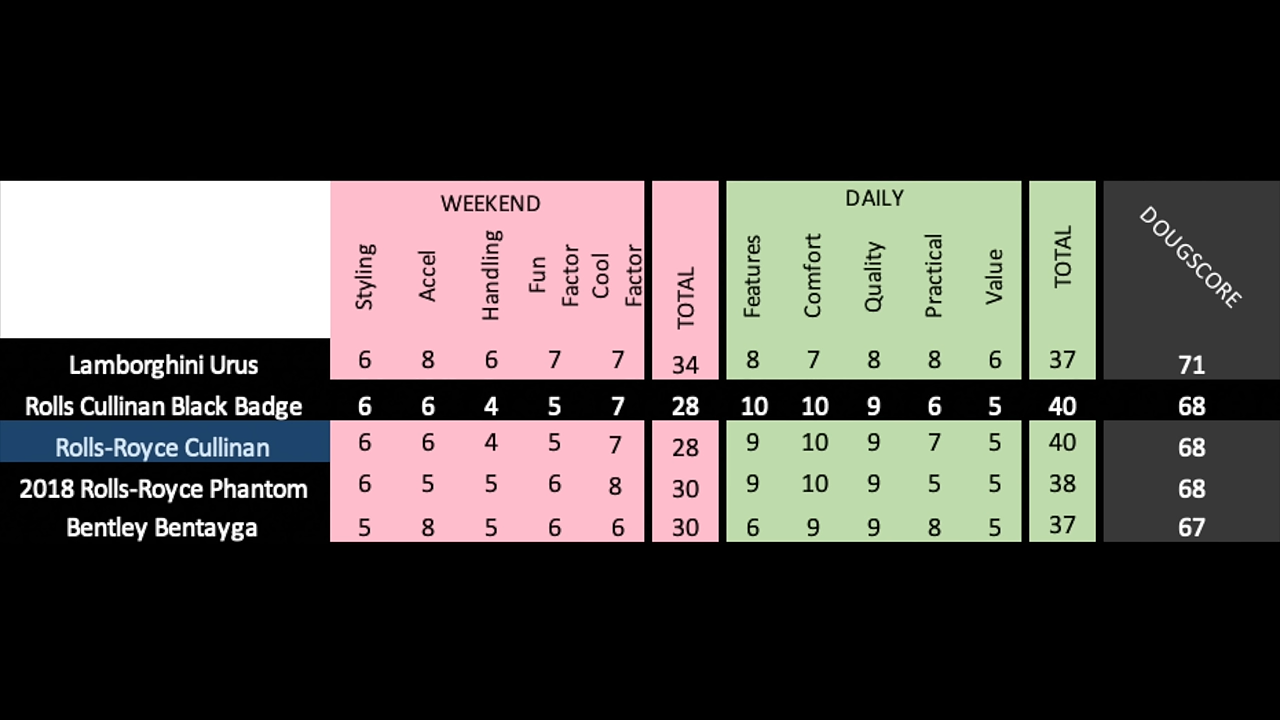 WEEKEND
DAILY
Styling
Accel
Handling
Fun
Factor
Cool
Factor
TOTAL
Features
Comfort
Quality
Practical
Value
TOTAL
DOUGSCORE
Lamborghini Urus 6 8 6 7 7 34 8 7 8 8 6 37 71
Rolls Cullinan Black Badge 6 6 4 5 7 28 10 10 9 6 5 40 68
Rolls-Royce Cullinan 6 6 4 5 7 28 9 10 9 7 5 40 68
2018 Rolls-Royce Phantom 6 5 5 6 8 30 9 10 9 5 5 38 68
Bentley Bentayga 5 8 5 6 6 30 6 9 9 8 5 37 67